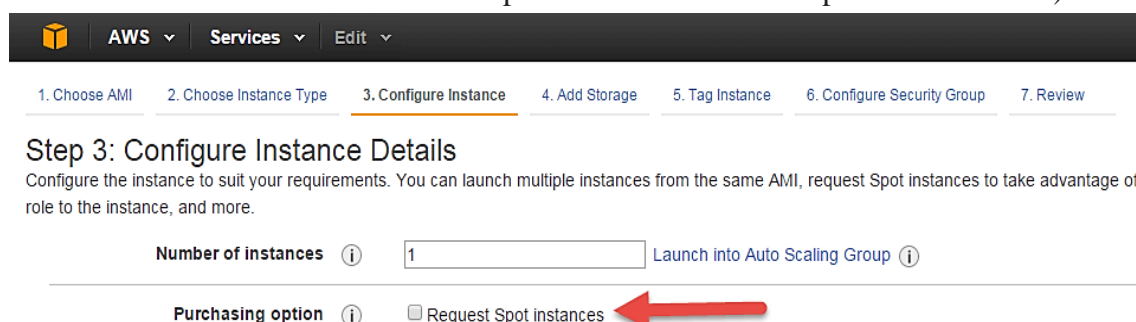 AWS Services Edit
1. Choose AMI 2. Choose Instance Type 3. Configure Instance 4. Add Storage 5. Tag Instance 6. Configure Security Group 7. Review
Step 3: Configure Instance Details
Configure the instance to suit your requirements. You can launch multiple instances from the same AMI, request Spot instances to take advantage of
role to the instance, and more.
Number of instances 1 Launch into Auto Scaling Group
Purchasing option Request Spot instances